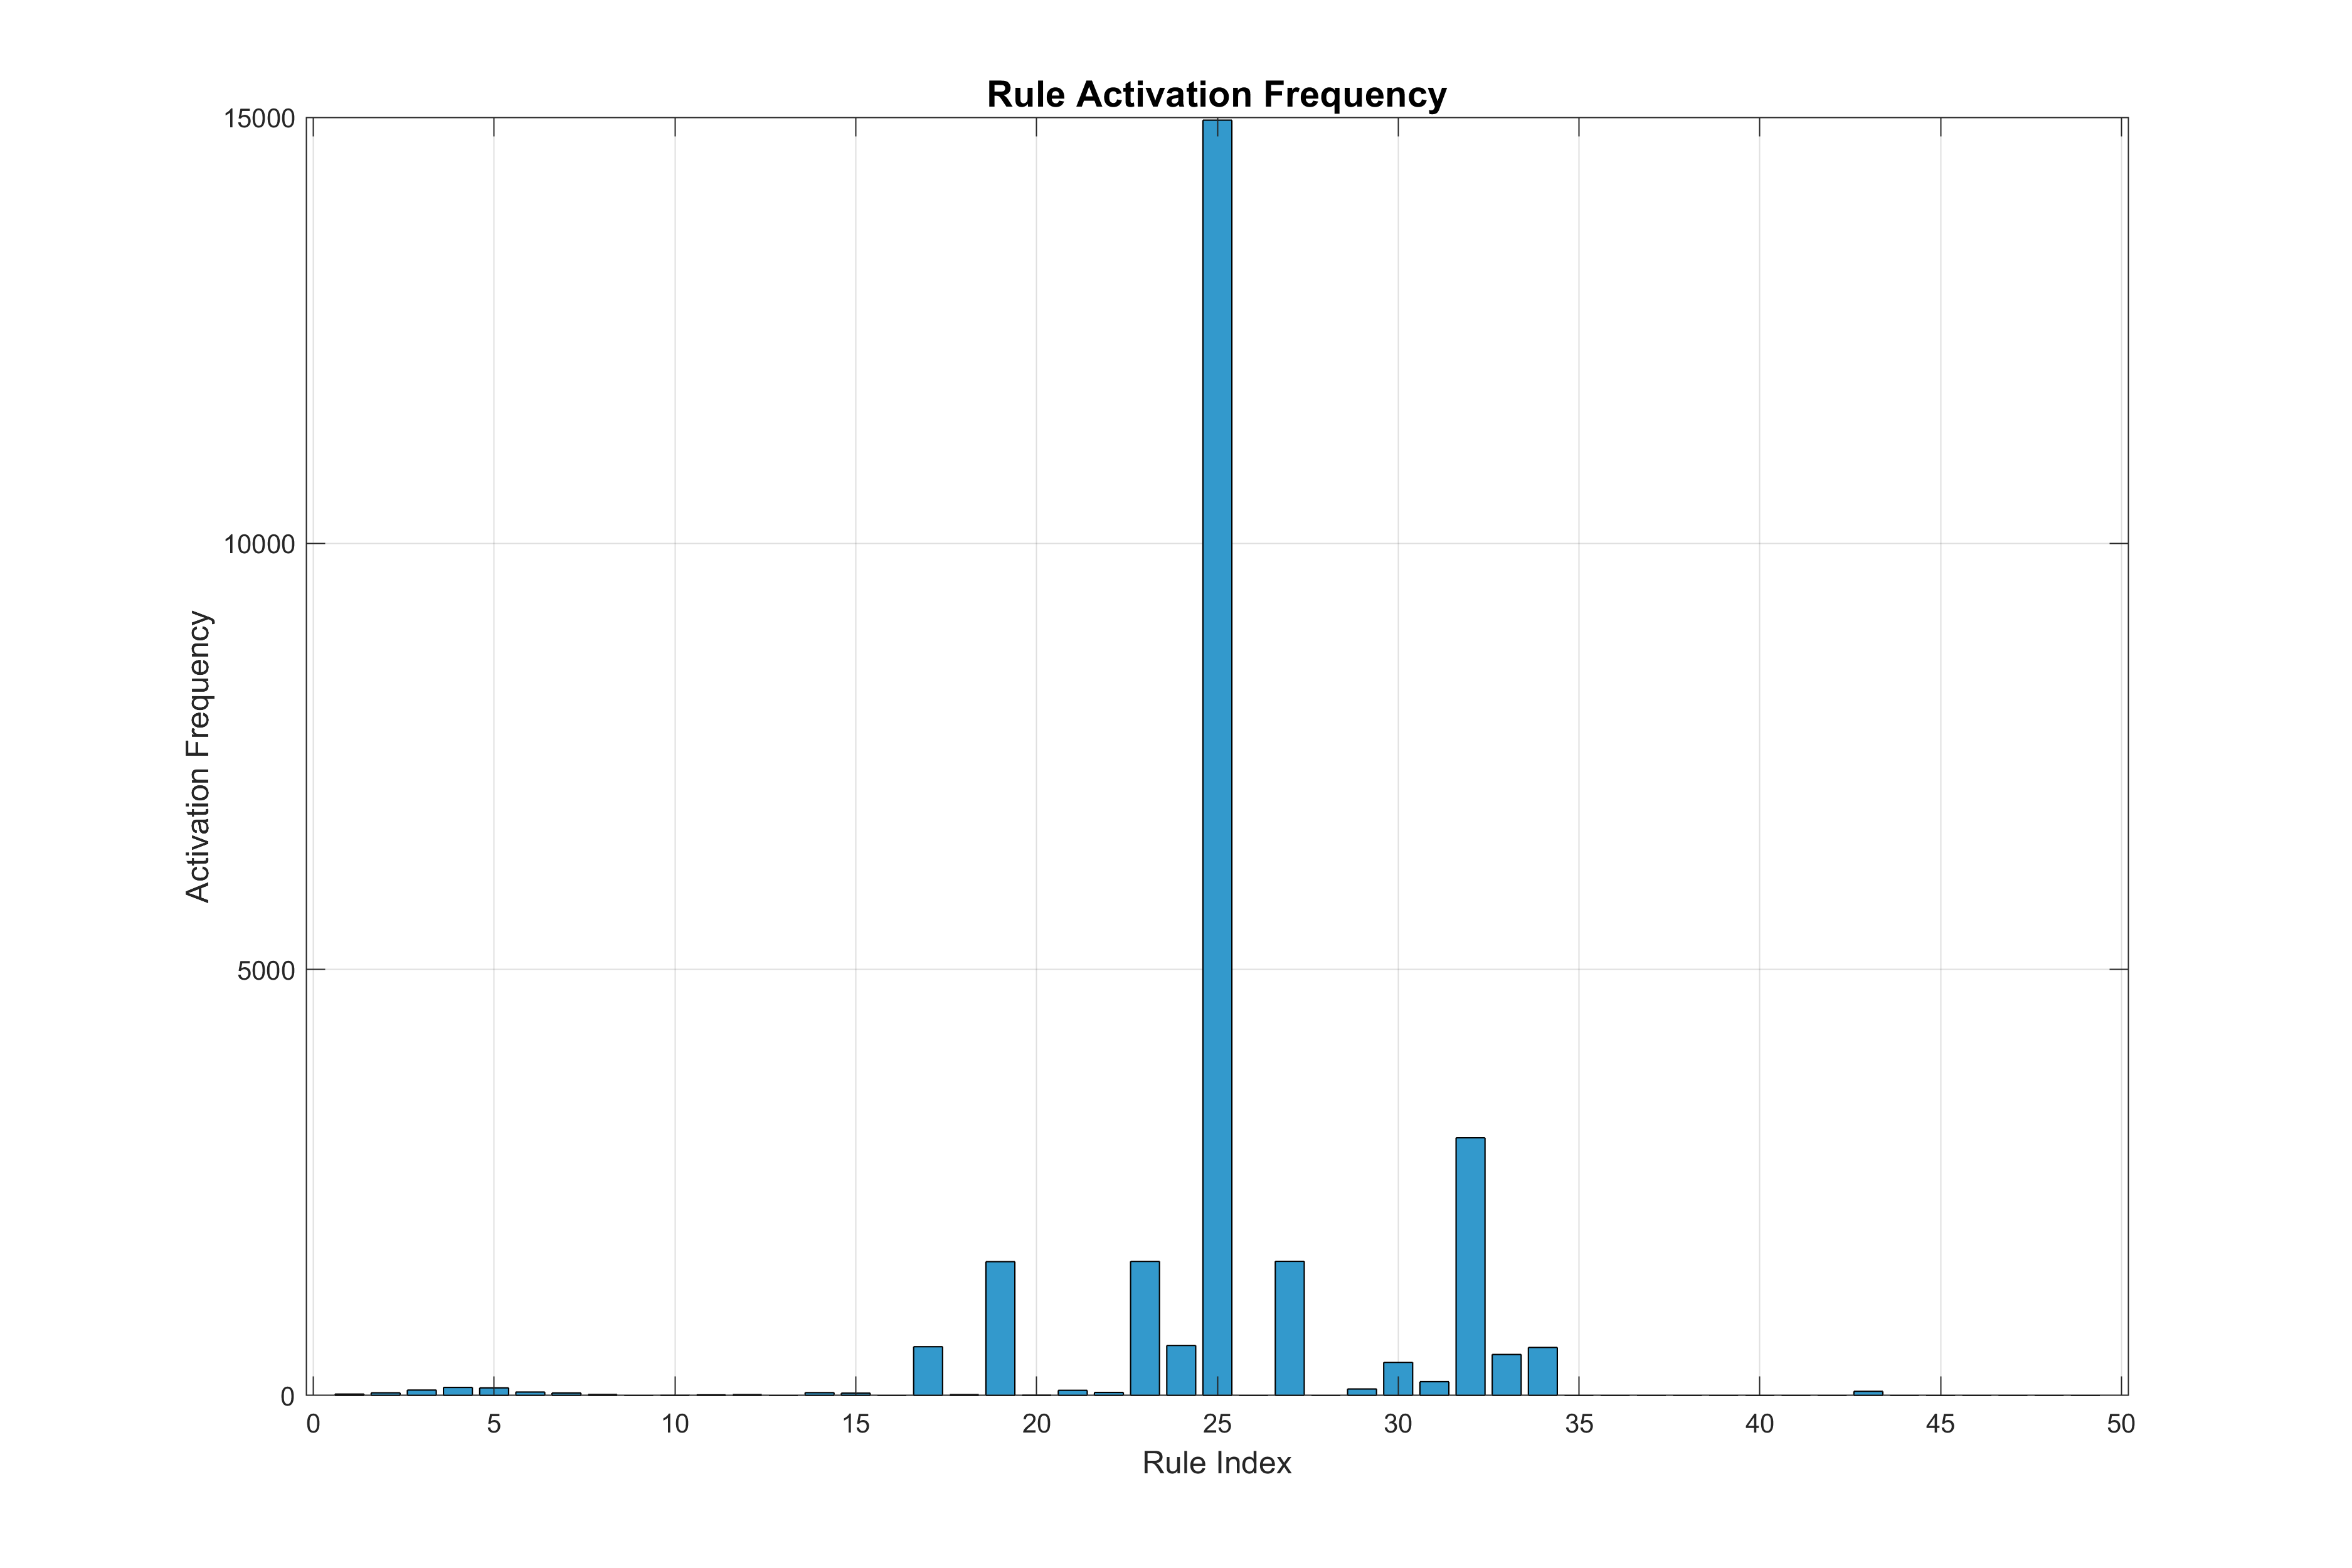 Rule Activation Frequency
15000
10000
5000
0
Activation Frequency
0 5 10 15 20 25 30 35 40 45 50
Rule Index